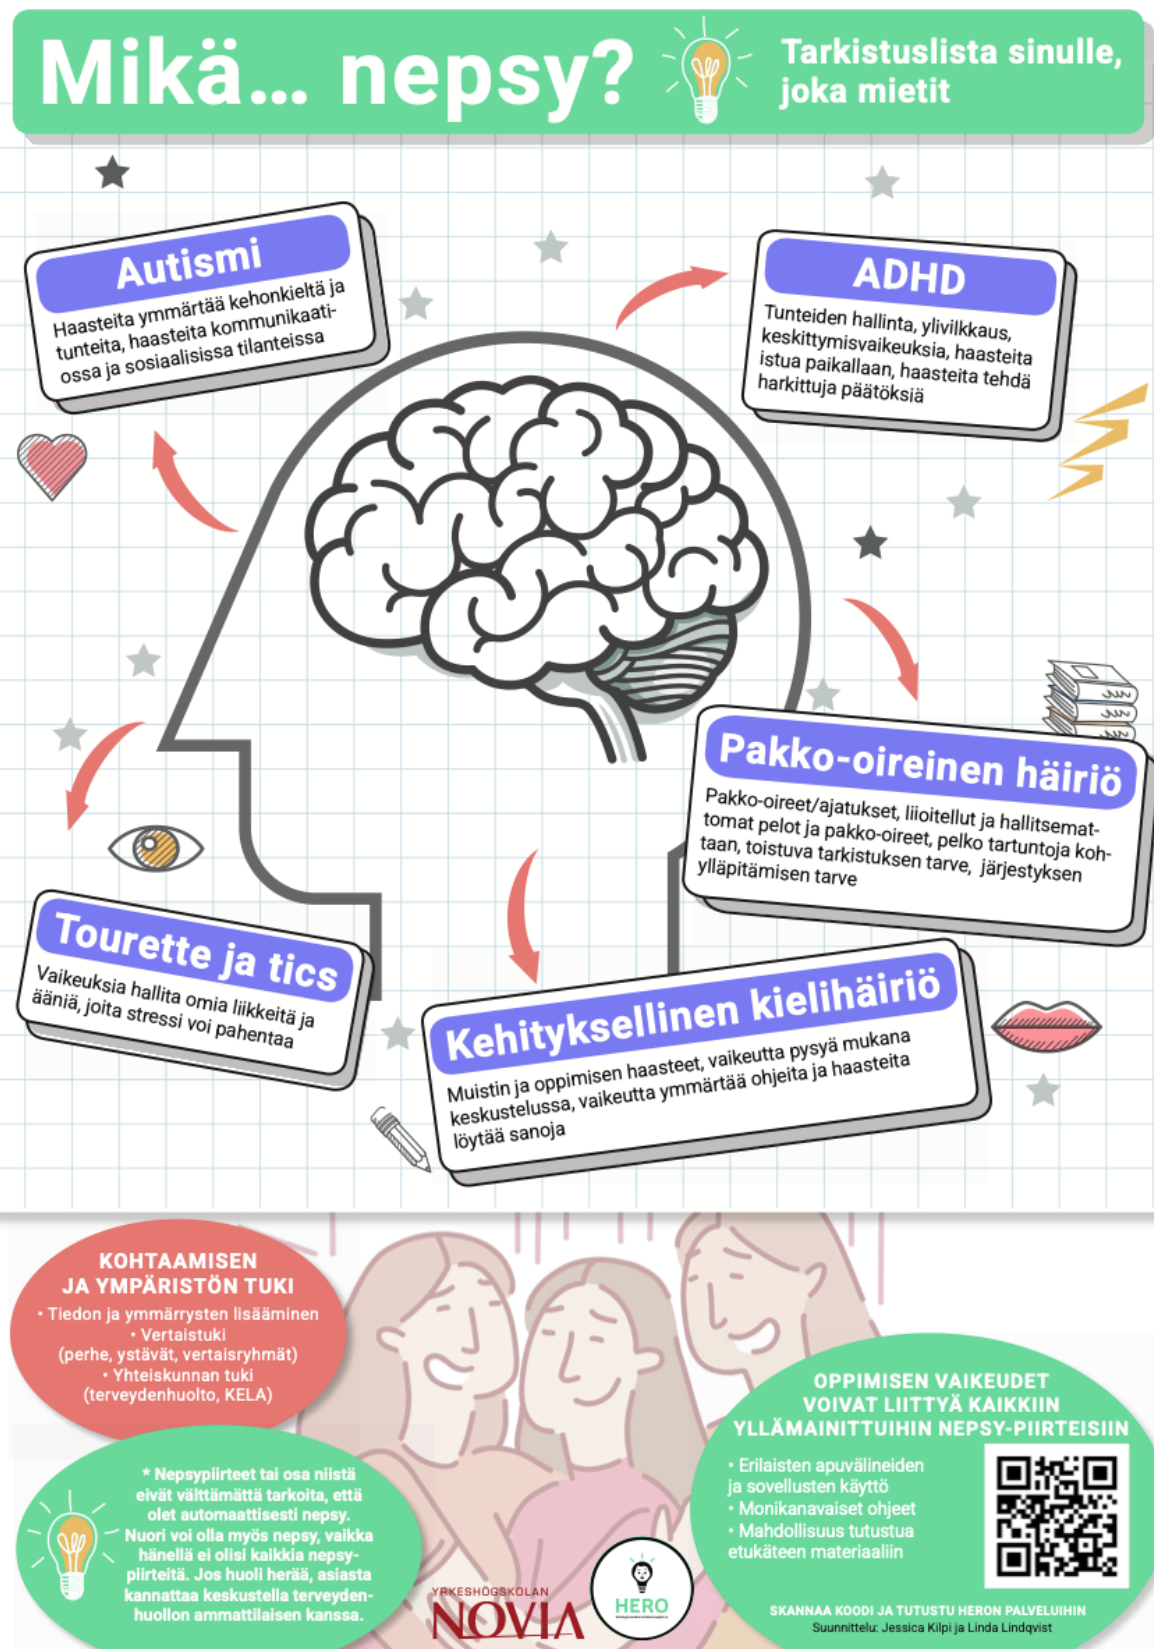 Mikä... nepsy?
Tarkistuslista sinulle,
joka mietit
Autismi
Haasteita ymmärtää kehonkieltä ja
tunteita, haasteita kommunikaati-
ossa ja sosiaalisissa tilanteissa
ADHD
Tunteiden hallinta, ylivilkkaus,
keskittymisvaikeuksia, haasteita
istua paikallaan, haasteita tehdä
harkittuja päätöksiä
Pakko-oireinen häiriö
Pakko-oireet/ajatukset, liioitellut ja hallitsemat-
tomat pelot ja pakko-oireet, pelko tartuntoja koh-
taan, toistuva tarkistuksen tarve, järjestyksen
ylläpitämisen tarve
Tourette ja tics
Vaikeuksia hallita omia liikkeitä ja
ääniä, joita stressi voi pahentaa
Kehityksellinen kielihäiriö
Muistin ja oppimisen haasteet, vaikeutta pysyä mukana
keskustelussa, vaikeutta ymmärtää ohjeita ja haasteita
löytää sanoja
KOHTAAMISEN
JA YMPÄRISTÖN TUKI
• Tiedon ja ymmärrysten lisääminen
• Vertaistuki
(perhe, ystävät, vertaisryhmät)
• Yhteiskunnan tuki
(terveydenhuolto, KELA)
* Nepsypiirteet tai osa niistä
eivät välttämättä tarkoita, että
olet automaattisesti nepsy.
Nuori voi olla myös nepsy, vaikka
hänellä ei olisi kaikkia nepsy-
piirteitä. Jos huoli herää, asiasta
kannattaa keskustella terveyden-
huollon ammattilaisen kanssa.
YRKESHÖGSKOLAN
NOVIA
HERO
OPPIMISEN VAIKEUDET
VOIVAT LIITTYÄ KAIKKIIN
YLLÄMAINITTUIHIN NEPSY-PIIRTEISIIN
• Erilaisten apuvälineiden
ja sovellusten käyttö
• Monikanavaiset ohjeet
• Mahdollisuus tutustua
etukäteen materiaaliin
SKANNAA KOODI JA TUTUSTU HERON PALVELUIHIN
Suunnittelu: Jessica Kilpi ja Linda Lindqvist